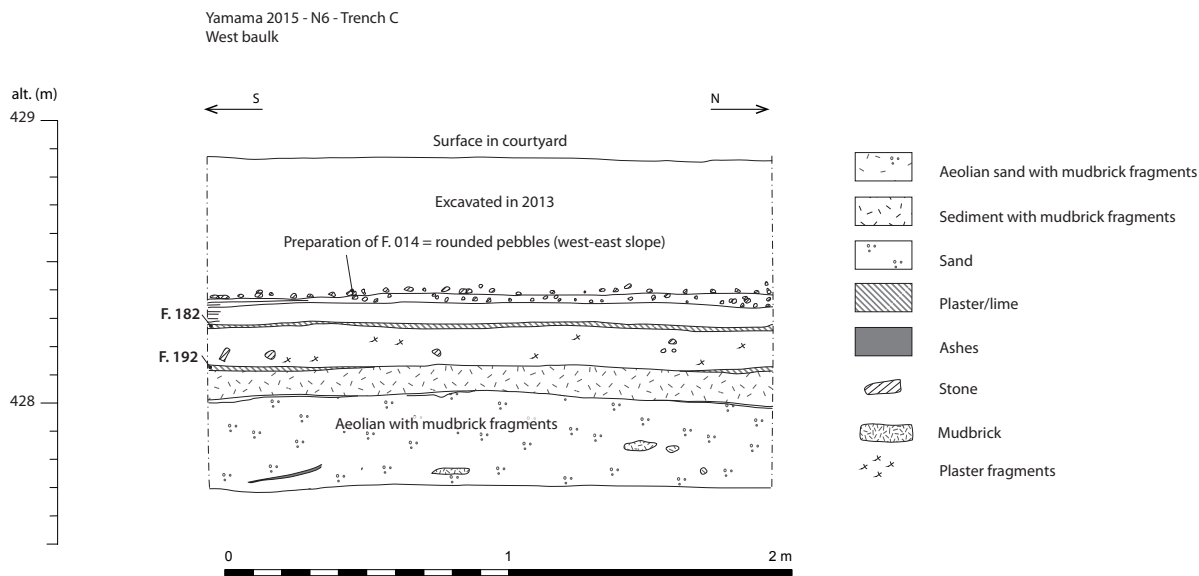 Yamama 2015 - N6 - Trench C
West baulk
alt. (m)
429
S
N
Surface in courtyard
Excavated in 2013
Preparation of F. 014 = rounded pebbles (west-east slope)
F. 182
F. 192
428
Aeolian with mudbrick fragments
0
1
2 m
Aeolian sand with mudbrick fragments
Sediment with mudbrick fragments
Sand
Plaster/lime
Ashes
Stone
Mudbrick
Plaster fragments